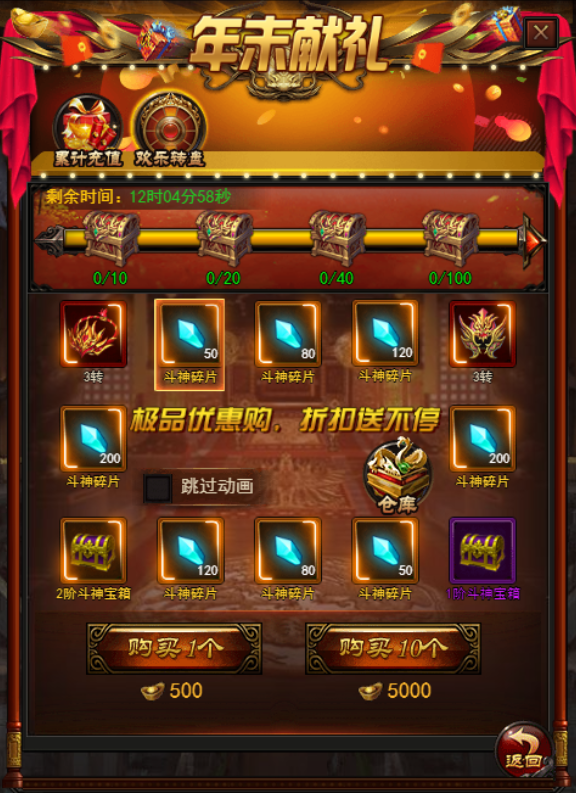 年末献礼
累计充值 欢乐转盘
剩余时间：12时04分58秒
0/10 0/20 0/40 0/100
50 80 120
3转 斗神碎片 斗神碎片 斗神碎片 3转
极品优惠购，折扣送不停
200 200
斗神碎片 斗神碎片
跳过动画
仓库
120 80 50
2阶斗神宝箱 斗神碎片 斗神碎片 斗神碎片 1阶斗神宝箱
购买1个 购买10个
500 5000
返回